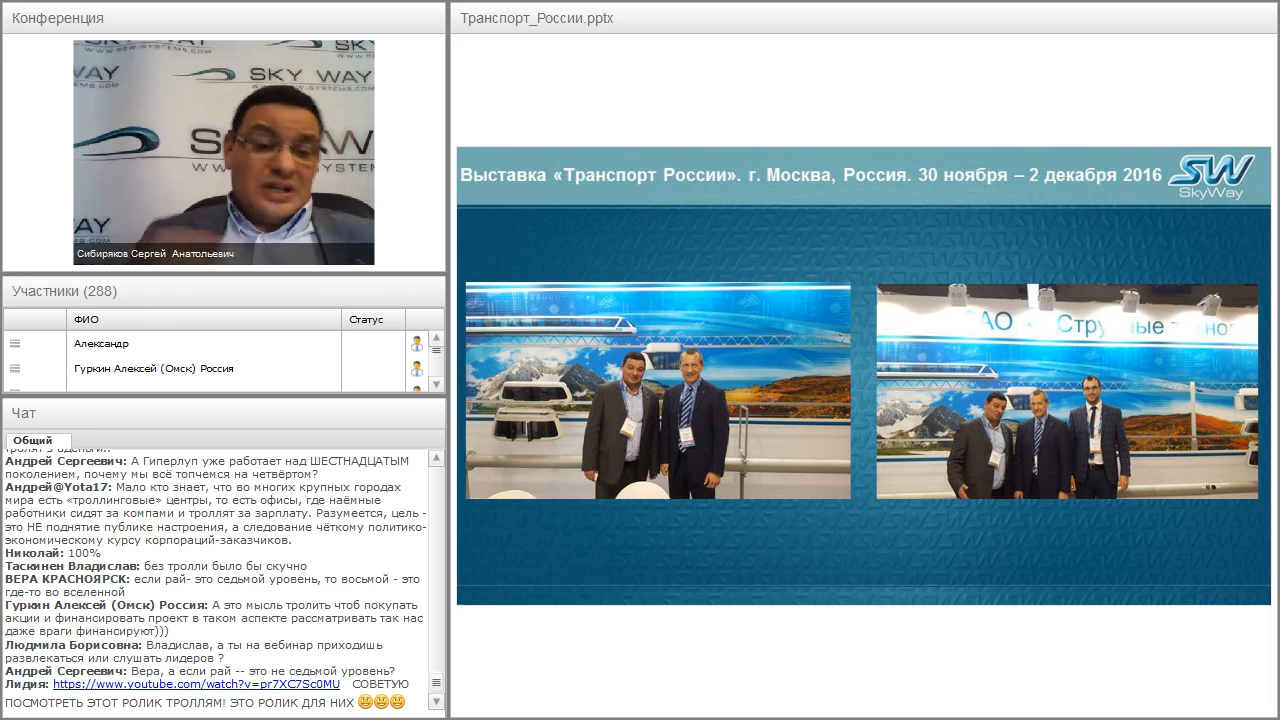 Конференция
SKY WAY
WWW.RSW-SYSTEMS.COM
Сибиряков Сергей Анатольевич
Участники (288)
ФИО
Статус
Александр
Гуркин Алексей (Омск) Россия
Чат
Общий
Андрей Сергеевич: А Гиперлуп уже работает над ШЕСТНАДЦАТЫМ
поколением, почему мы всё топчемся на четвёртом?
Андрей@Yota17: Мало кто знает, что во многих крупных городах
мира есть «троллинговые» центры, то есть офисы, где наёмные
работники сидят за компами и троллят за зарплату. Разумеется, цель -
это НЕ поднятие публике настроения, а следование чёткому политико-
экономическому курсу корпораций-заказчиков.
Николай: 100%
Таскинен Владислав: без тролли было бы скучно
ВЕРА КРАСНОЯРСК: если рай- это седьмой уровень, то восьмой - это
где-то во вселенной
Гуркин Алексей (Омск) Россия: А это мысль тролить чтоб покупать
акции и финансировать проект в таком аспекте рассматривать так нас
даже враги финансируют)))
Людмила Борисовна: Владислав, а ты на вебинар приходишь
развлекаться или слушать лидеров ?
Андрей Сергеевич: Вера, а если рай -- это не седьмой уровень?
Лидия: https://www.youtube.com/watch?v=pr7XC7Sc0MU СОВЕТУЮ
ПОСМОТРЕТЬ ЭТОТ РОЛИК ТРОЛЛЯМ! ЭТО РОЛИК ДЛЯ НИХ
Транспорт_России.pptx
Выставка «Транспорт России». г. Москва, Россия. 30 ноября – 2 декабря 2016
SW
SkyWay